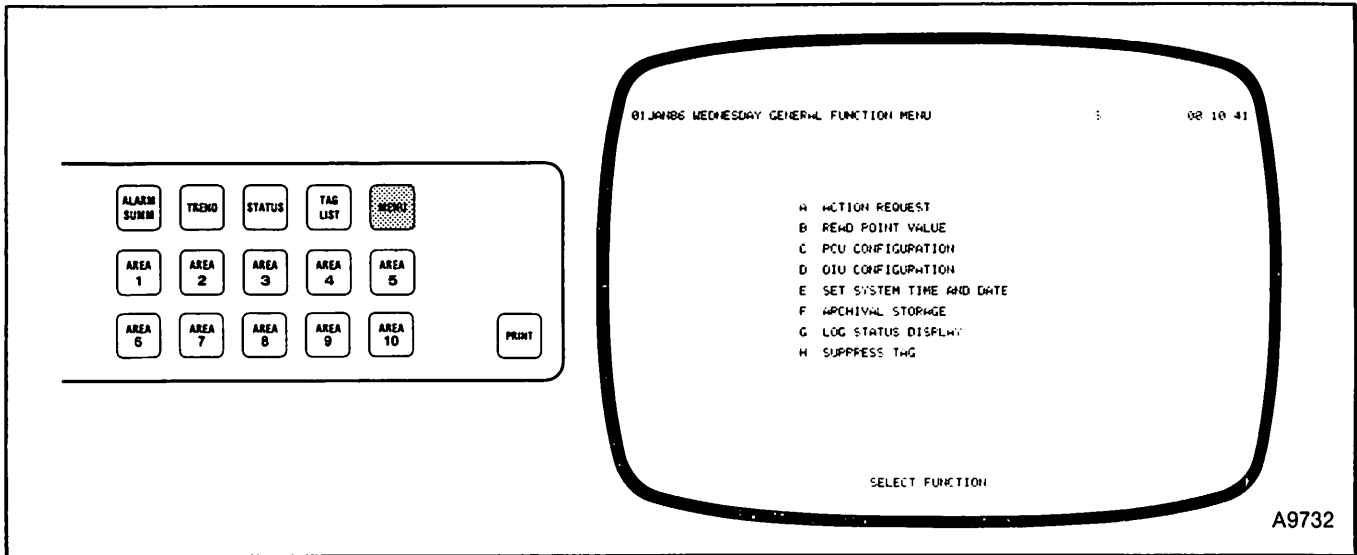 ALARM SUMM
TREND
STATUS
TAG LIST
MENU
AREA 1
AREA 2
AREA 3
AREA 4
AREA 5
AREA 6
AREA 7
AREA 8
AREA 9
AREA 10
PRINT
01JAN86 WEDNESDAY GENERAL FUNCTION MENU 08 10 41
A ACTION REQUEST
B READ POINT VALUE
C PCU CONFIGURATION
D OIU CONFIGURATION
E SET SYSTEM TIME AND DATE
F ARCHIVAL STORAGE
G LOG STATUS DISPLAY
H SUPPRESS TAG
SELECT FUNCTION
A9732